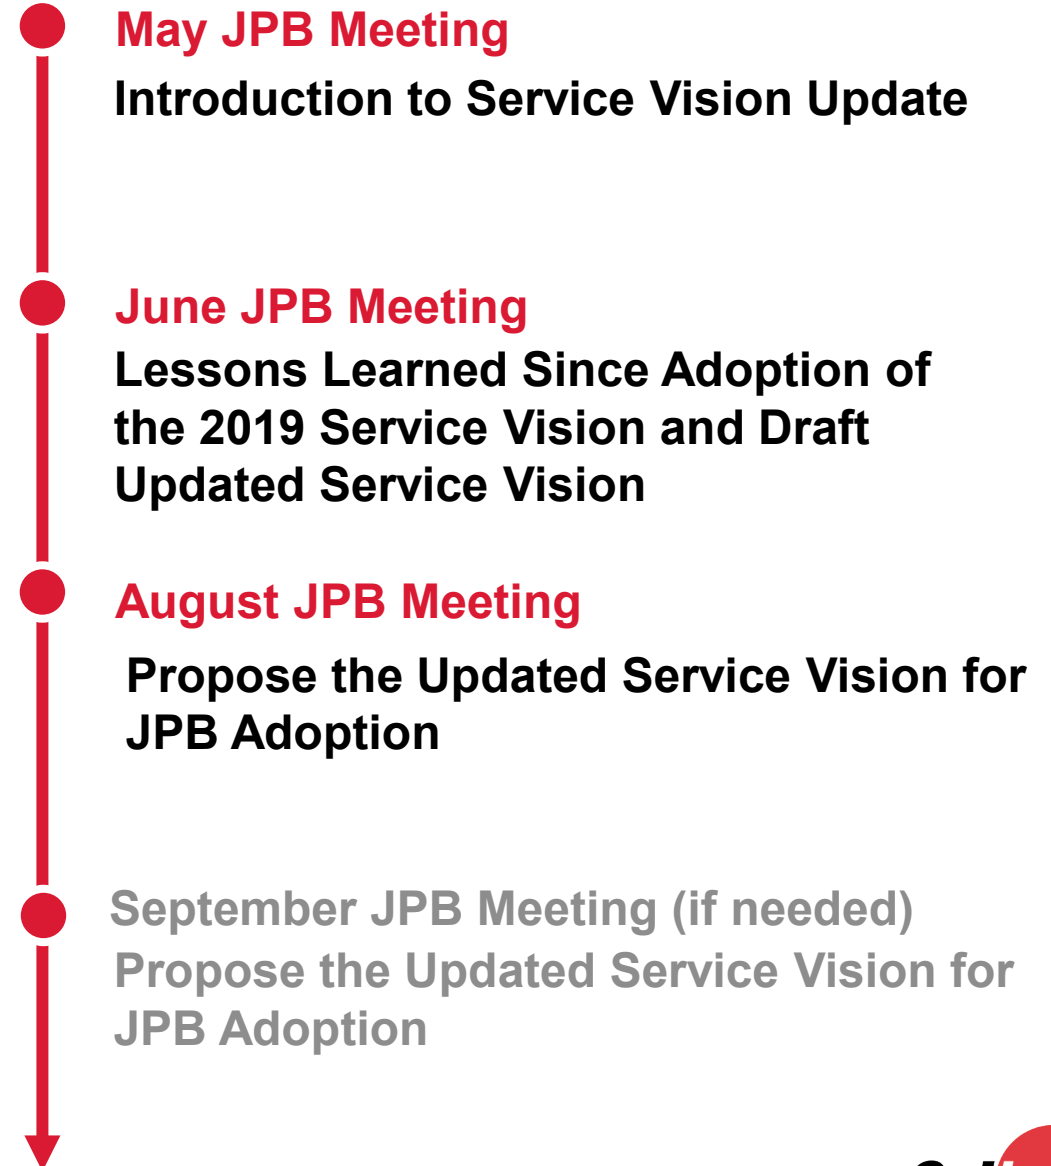 May JPB Meeting
Introduction to Service Vision Update
June JPB Meeting
Lessons Learned Since Adoption of
the 2019 Service Vision and Draft
Updated Service Vision
August JPB Meeting
Propose the Updated Service Vision for
JPB Adoption
September JPB Meeting (if needed)
Propose the Updated Service Vision for
JPB Adoption